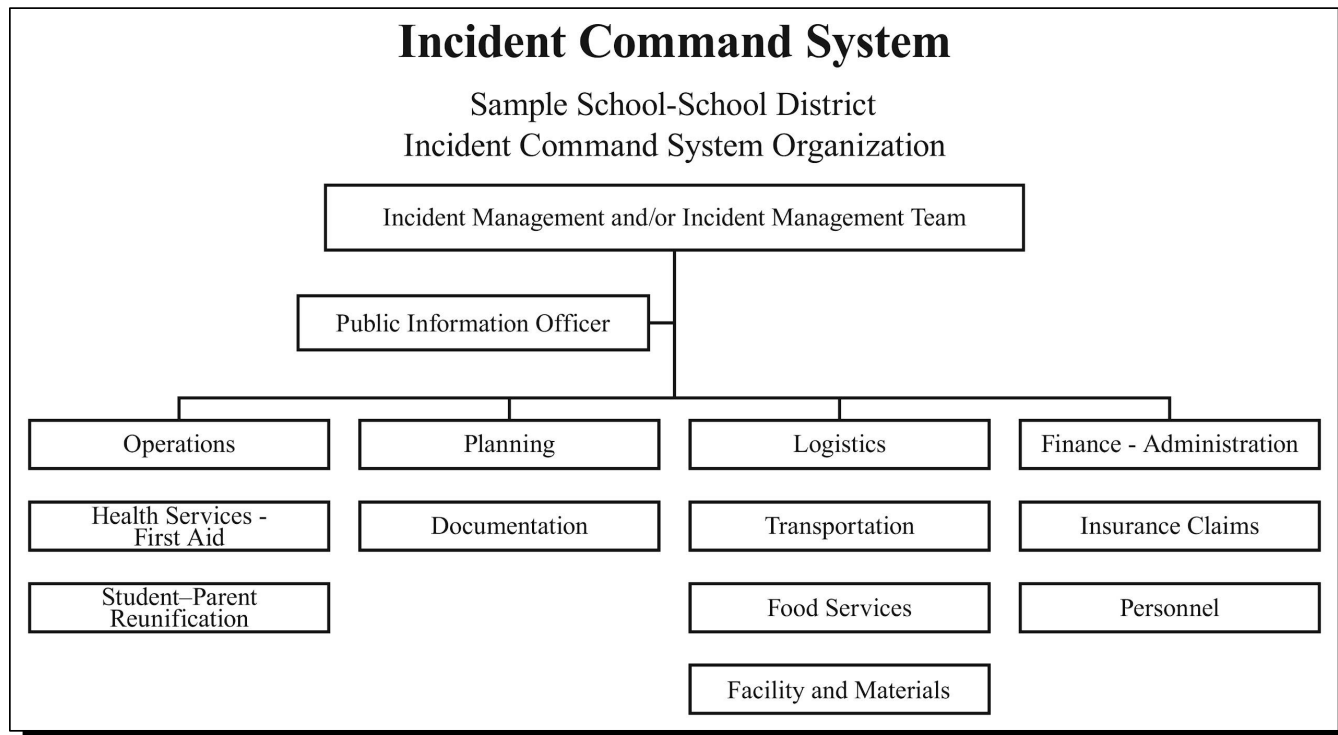 Incident Command System
Sample School-School District
Incident Command System Organization
Incident Management and/or Incident Management Team
Public Information Officer
Operations
Planning
Logistics
Finance - Administration
Health Services -
First Aid
Documentation
Transportation
Insurance Claims
Student–Parent
Reunification
Food Services
Personnel
Facility and Materials